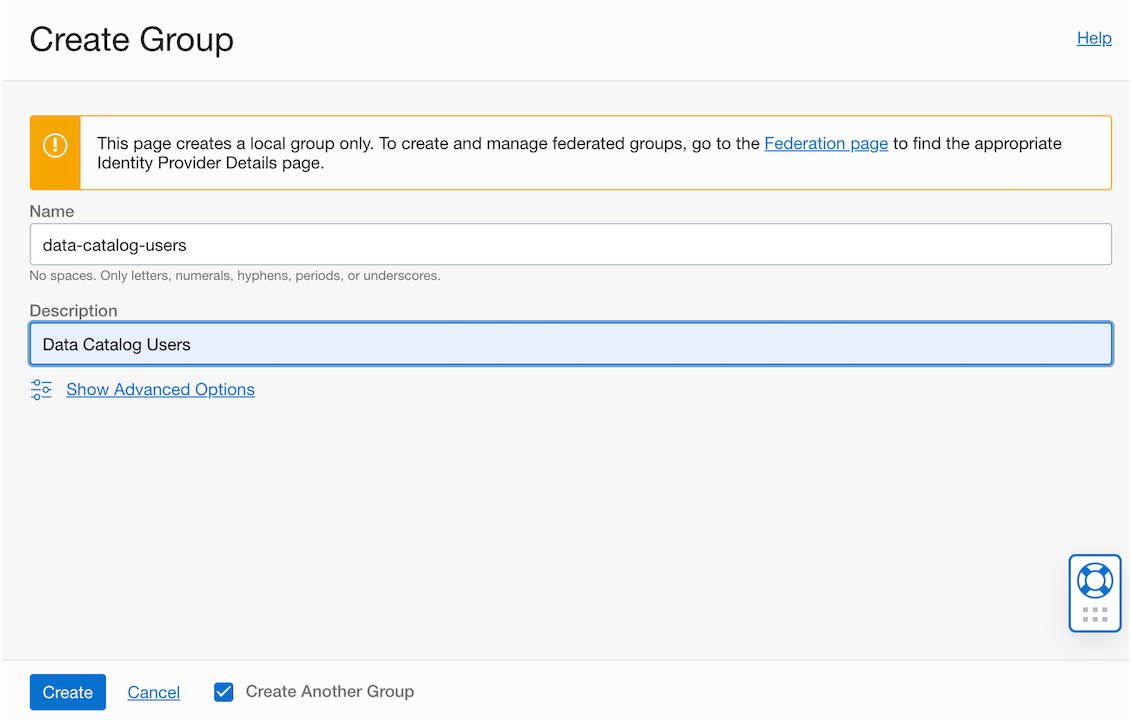 Create Group
Help
This page creates a local group only. To create and manage federated groups, go to the Federation page to find the appropriate
Identity Provider Details page.
Name
data-catalog-users
No spaces. Only letters, numerals, hyphens, periods, or underscores.
Description
Data Catalog Users
Show Advanced Options
Create
Cancel
Create Another Group